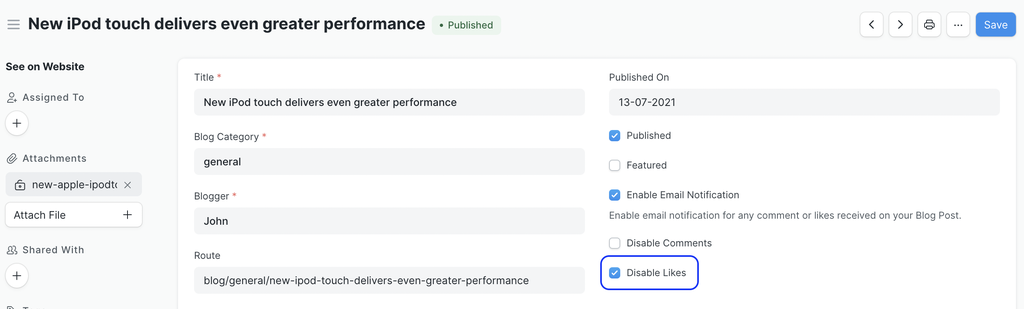 New iPod touch delivers even greater performance
Published
Save
See on Website
Assigned To
Attachments
new-apple-ipodto
Attach File
Shared With
Title *
New iPod touch delivers even greater performance
Blog Category *
general
Blogger *
John
Route
blog/general/new-ipod-touch-delivers-even-greater-performance
Published On
13-07-2021
Published
Featured
Enable Email Notification
Enable email notification for any comment or likes received on your Blog Post.
Disable Comments
Disable Likes